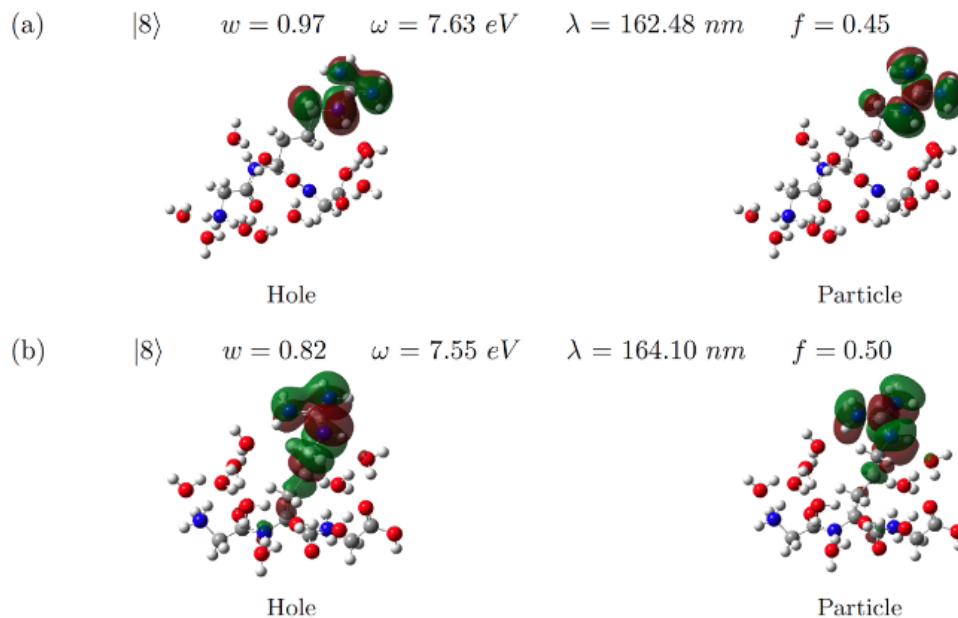 (a) |8⟩ w = 0.97 ω = 7.63 eV λ = 162.48 nm f = 0.45
Hole Particle
(b) |8⟩ w = 0.82 ω = 7.55 eV λ = 164.10 nm f = 0.50
Hole Particle